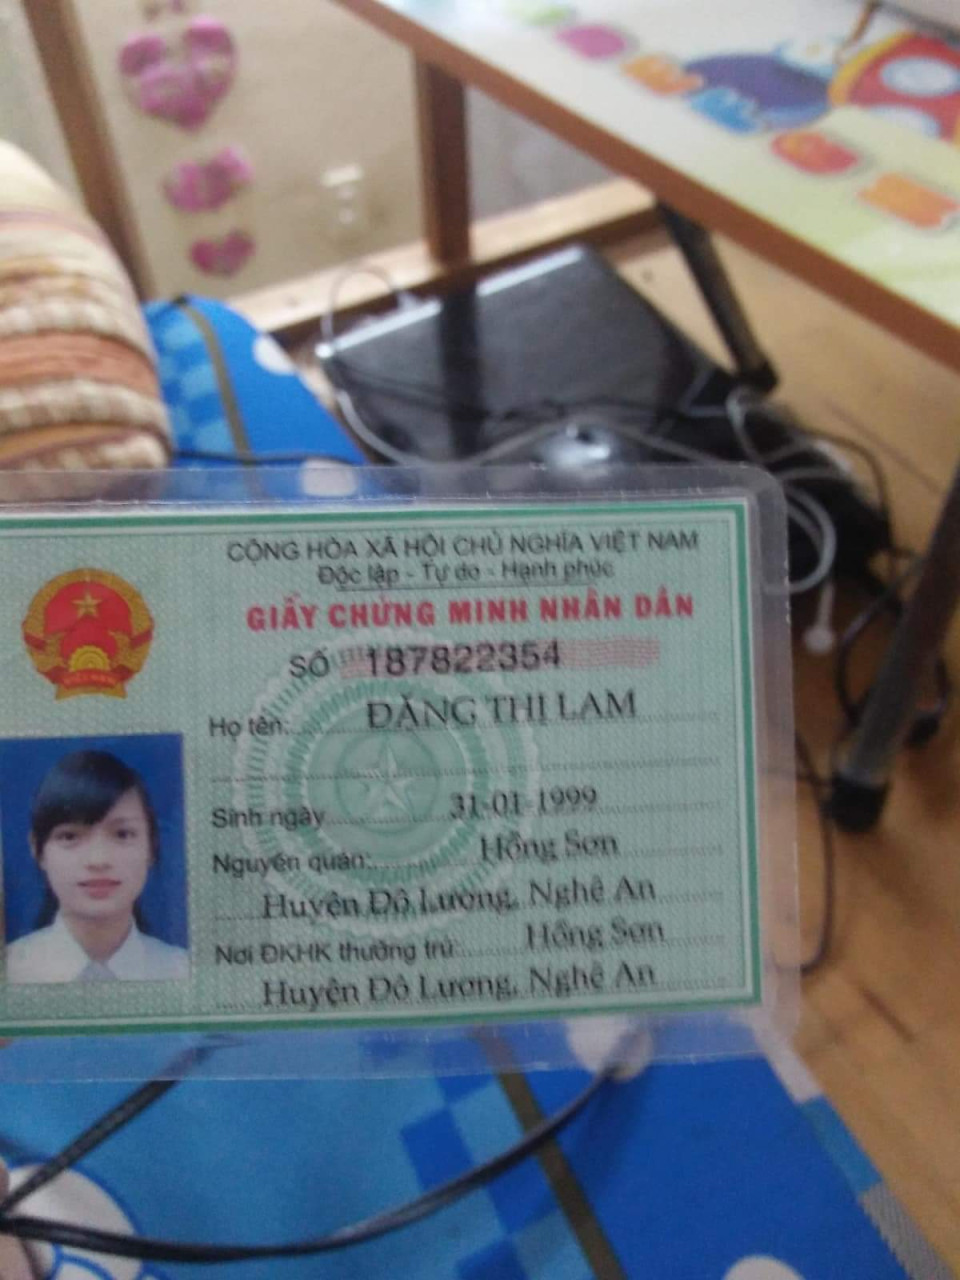 CỘNG HÒA XÃ HỘI CHỦ NGHĨA VIỆT NAM
Độc lập - Tự do - Hạnh phúc
GIẤY CHỨNG MINH NHÂN DÂN
SỐ 187822354
Họ tên: ĐẶNG THỊ LAM
Sinh ngày 31-01-1999
Nguyên quán: Hồng Sơn
Huyện Đô Lương, Nghệ An
Nơi ĐKHK thường trú: Hồng Sơn
Huyện Đô Lương, Nghệ An